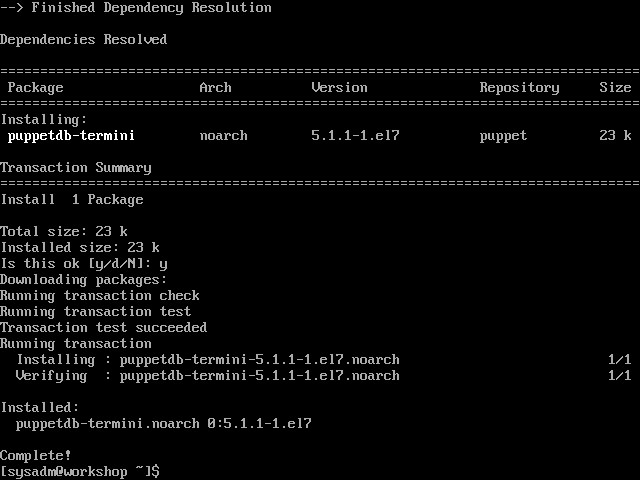 --> Finished Dependency Resolution
Dependencies Resolved
================================================================================
Package Arch Version Repository Size
================================================================================
Installing:
puppetdb-termini noarch 5.1.1-1.el7 puppet 23 k
Transaction Summary
================================================================================
Install 1 Package
Total size: 23 k
Installed size: 23 k
Is this ok [y/d/N]: y
Downloading packages:
Running transaction check
Running transaction test
Transaction test succeeded
Running transaction
Installing : puppetdb-termini-5.1.1-1.el7.noarch 1/1
Verifying : puppetdb-termini-5.1.1-1.el7.noarch 1/1
Installed:
puppetdb-termini.noarch 0:5.1.1-1.el7
Complete!
[sysadm@workshop ~]$